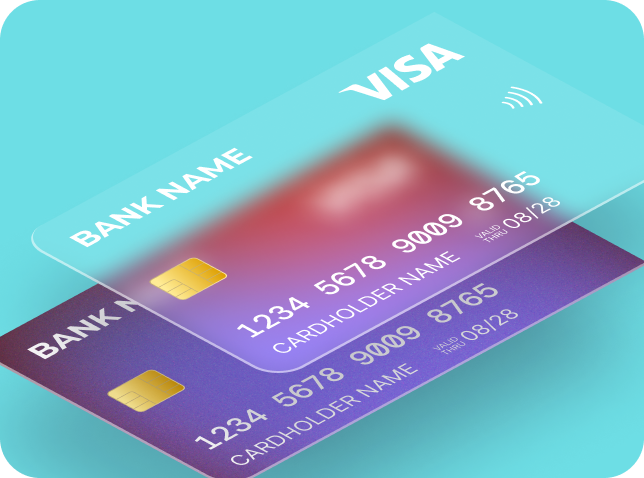 VISA
BANK NAME
1234 5678 9009 8765
VALID
THRU 08/28
CARDHOLDER NAME
BANK N
1234 5678 9009 8765
VALID
THRU 08/28
CARDHOLDER NAME